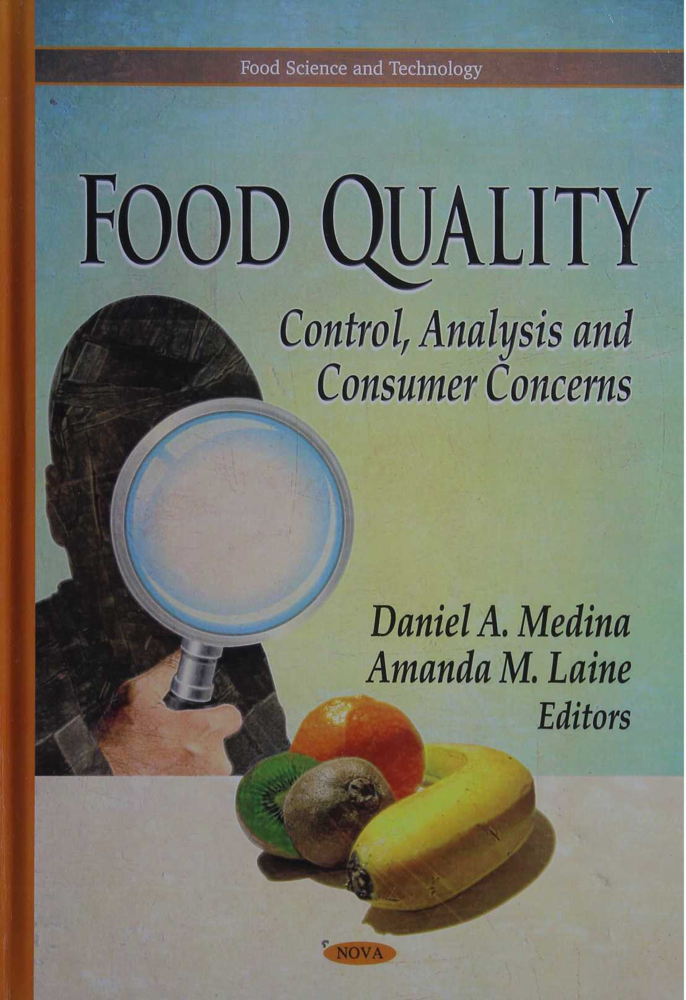 Food Science and Technology
FOOD QUALITY
Control, Analysis and
Consumer Concerns
Daniel A. Medina
Amanda M. Laine
Editors
NOVA